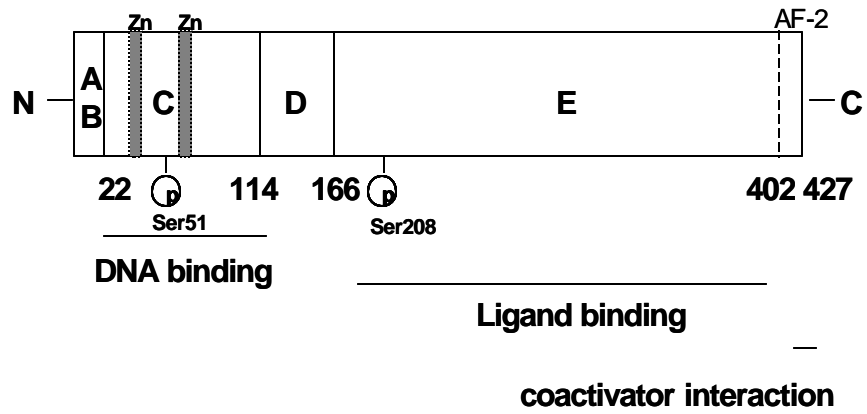 Zn Zn AF-2
A
B C D E
N C
22 p 114 166 p 402 427
Ser51 Ser208
DNA binding
Ligand binding
coactivator interaction